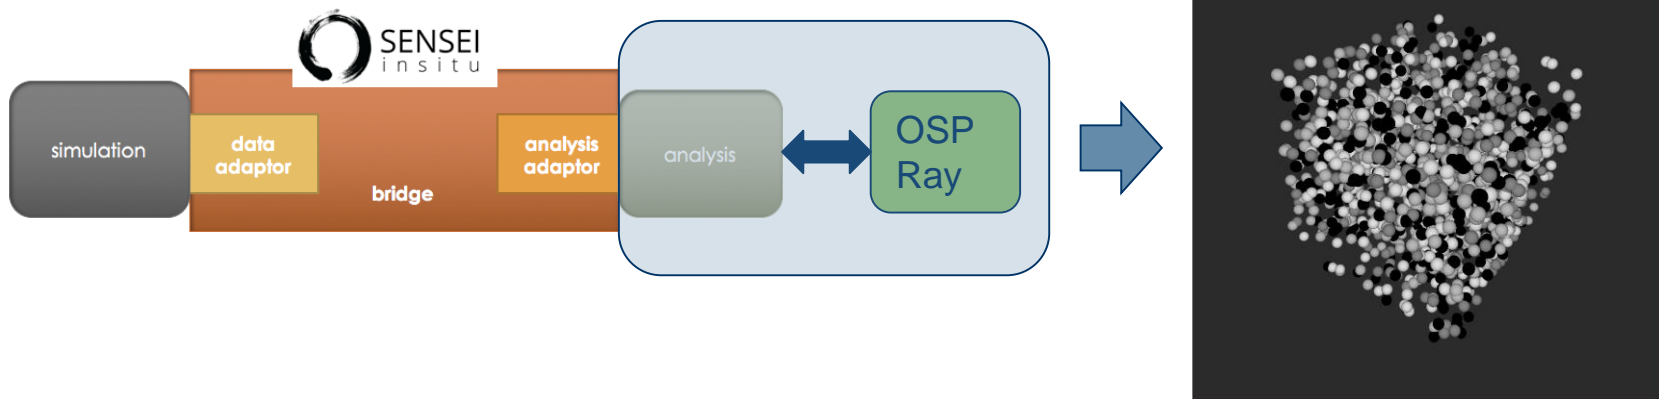 SENSEI
insitu
simulation
data
adaptor
bridge
analysis
adaptor
analysis
OSP
Ray